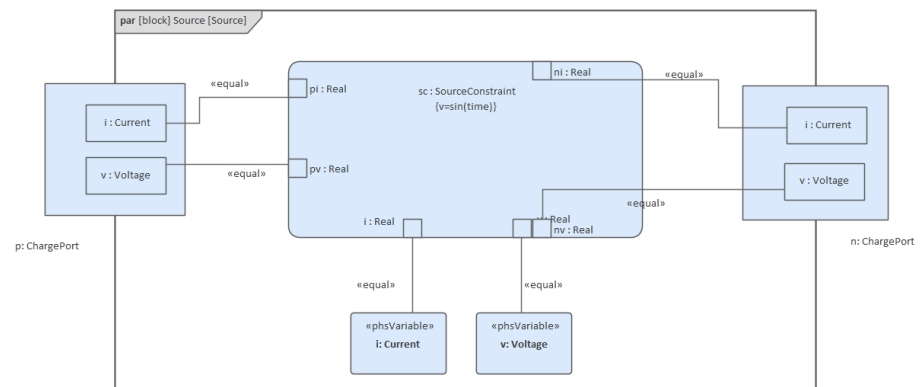 par [block] Source [Source]
«equal»
pi : Real
ni : Real
«equal»
sc : SourceConstraint
{v=sin(time)}
i : Current
i : Current
v : Voltage
«equal»
pv : Real
v : Voltage
«equal»
i : Real
Real
nv : Real
p: ChargePort
n: ChargePort
«equal»
«equal»
«phsVariable»
i: Current
«phsVariable»
v: Voltage